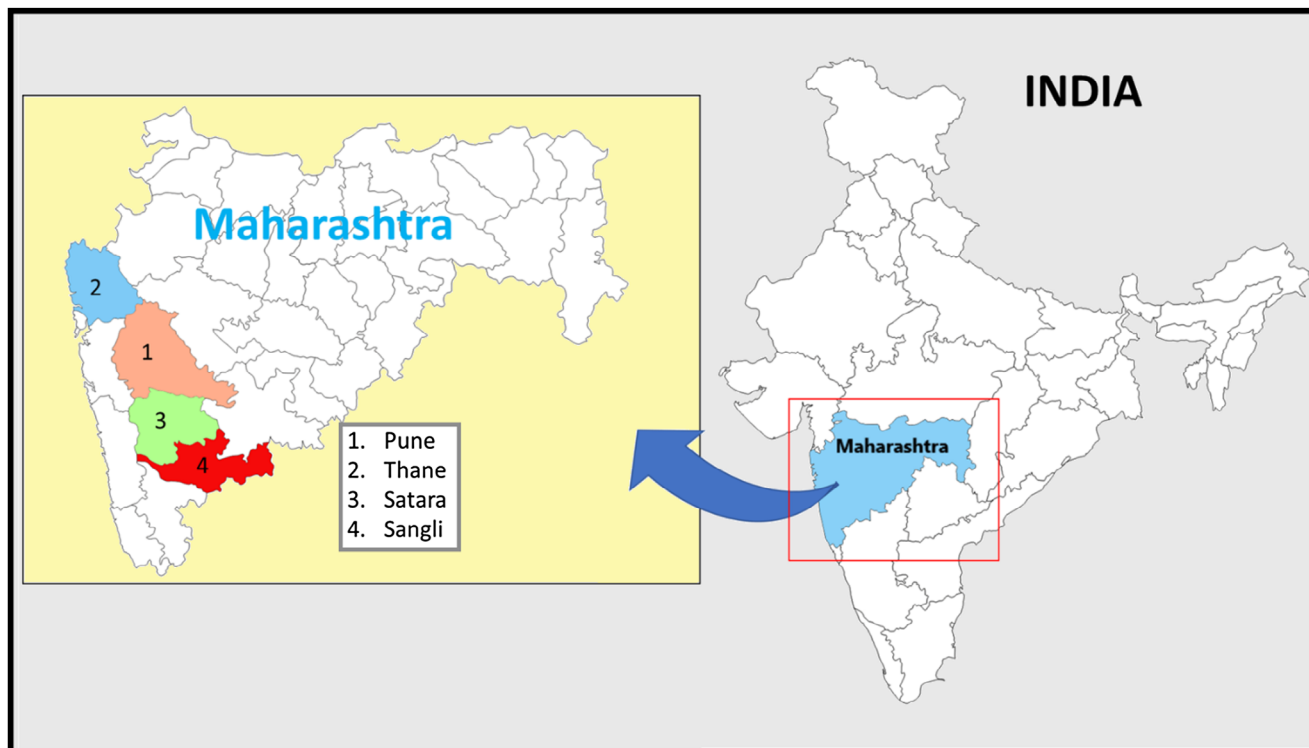 INDIA
Maharashtra
2
1
3
4
1. Pune
2. Thane
3. Satara
4. Sangli
Maharashtra